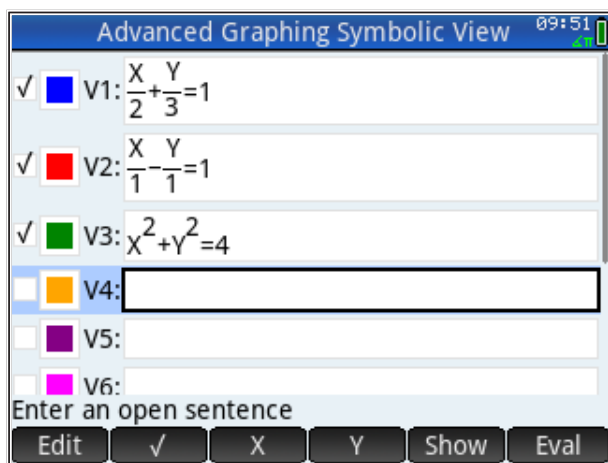 Advanced Graphing Symbolic View 09:51
∡π
√ V1: X/2+Y/3=1
√ V2: X/1−Y/1=1
√ V3: X²+Y²=4
V4:
V5:
V6:
Enter an open sentence
Edit √ X Y Show Eval